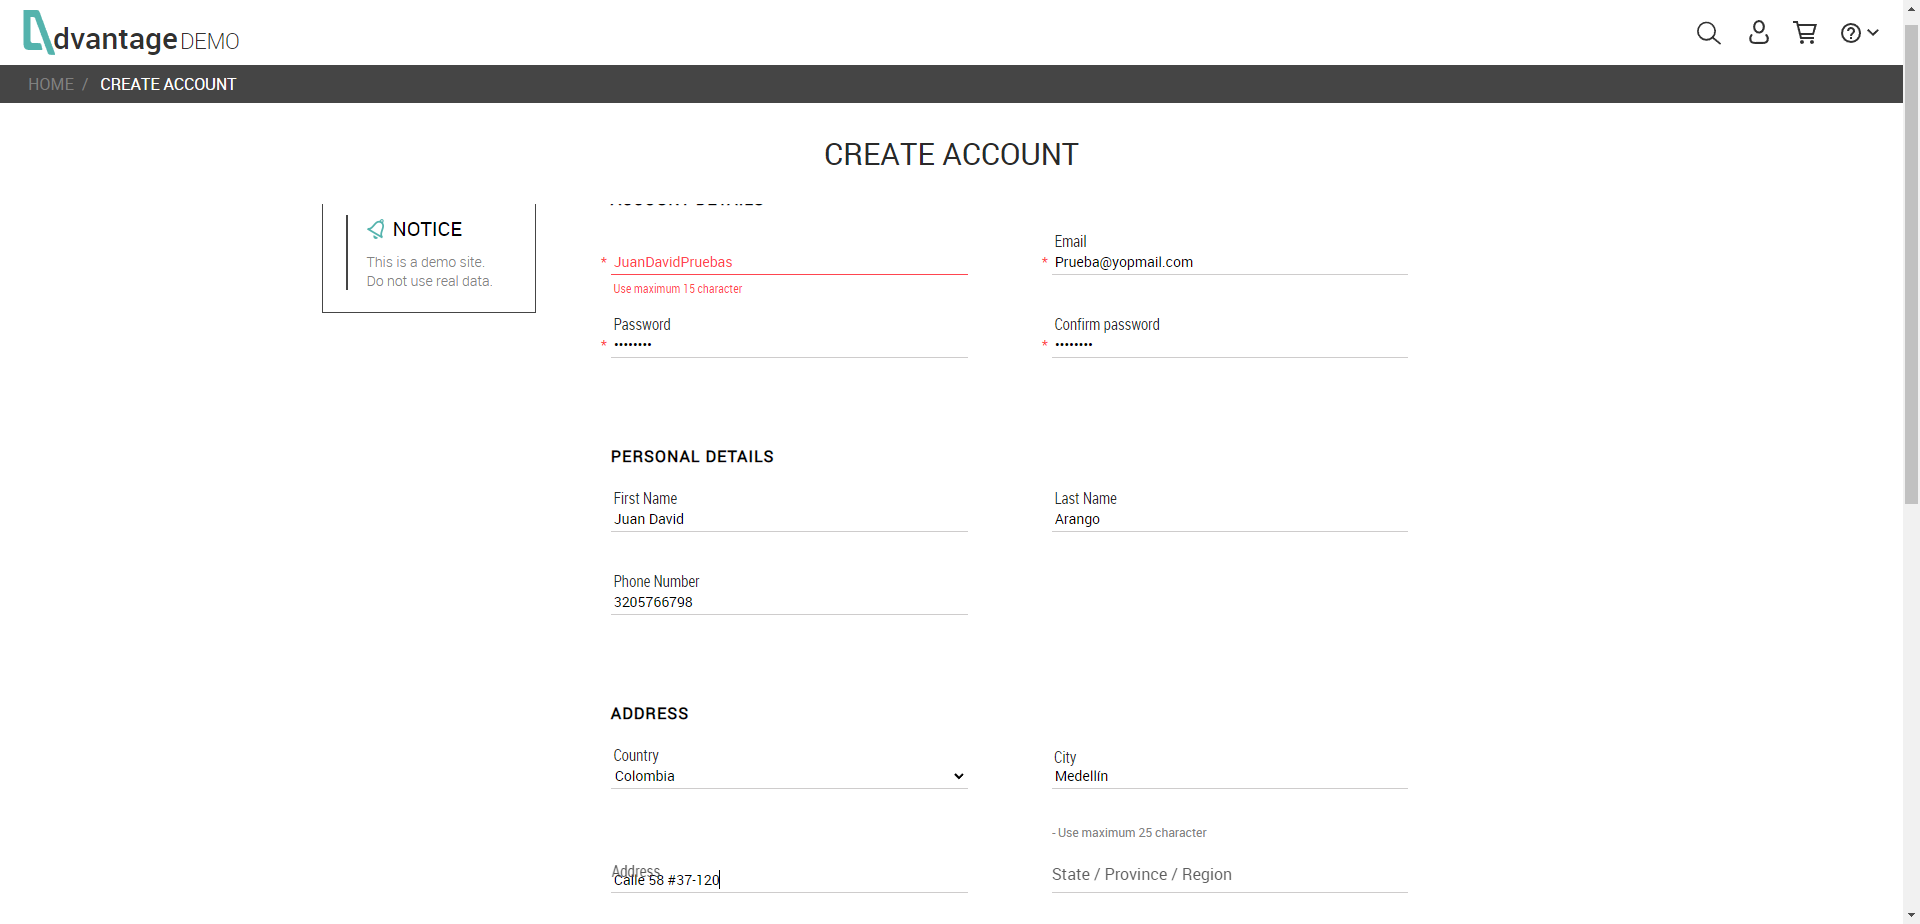 dvantage DEMO
HOME / CREATE ACCOUNT
CREATE ACCOUNT
ACCOUNT DETAILS
NOTICE
This is a demo site.
Do not use real data.
* JuanDavidPruebas
Use maximum 15 character
Email
* Prueba@yopmail.com
Password
* ••••••••
Confirm password
* ••••••••
PERSONAL DETAILS
First Name
Juan David
Last Name
Arango
Phone Number
3205766798
ADDRESS
Country
Colombia
City
Medellín
- Use maximum 25 character
Address
Calle 58 #37-120
State / Province / Region